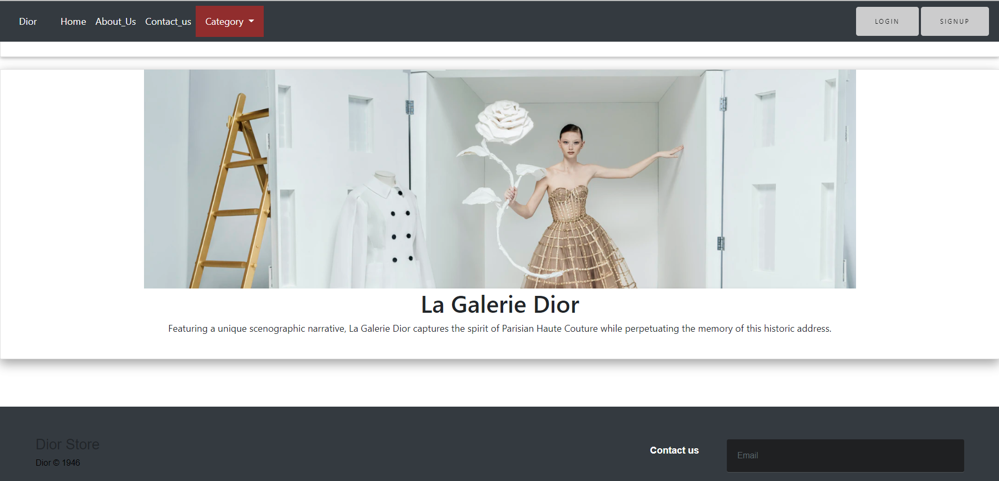 Dior Home About_Us Contact_us Category LOGIN SIGNUP
La Galerie Dior
Featuring a unique scenographic narrative, La Galerie Dior captures the spirit of Parisian Haute Couture while perpetuating the memory of this historic address.
Dior Store
Dior © 1946
Contact us
Email